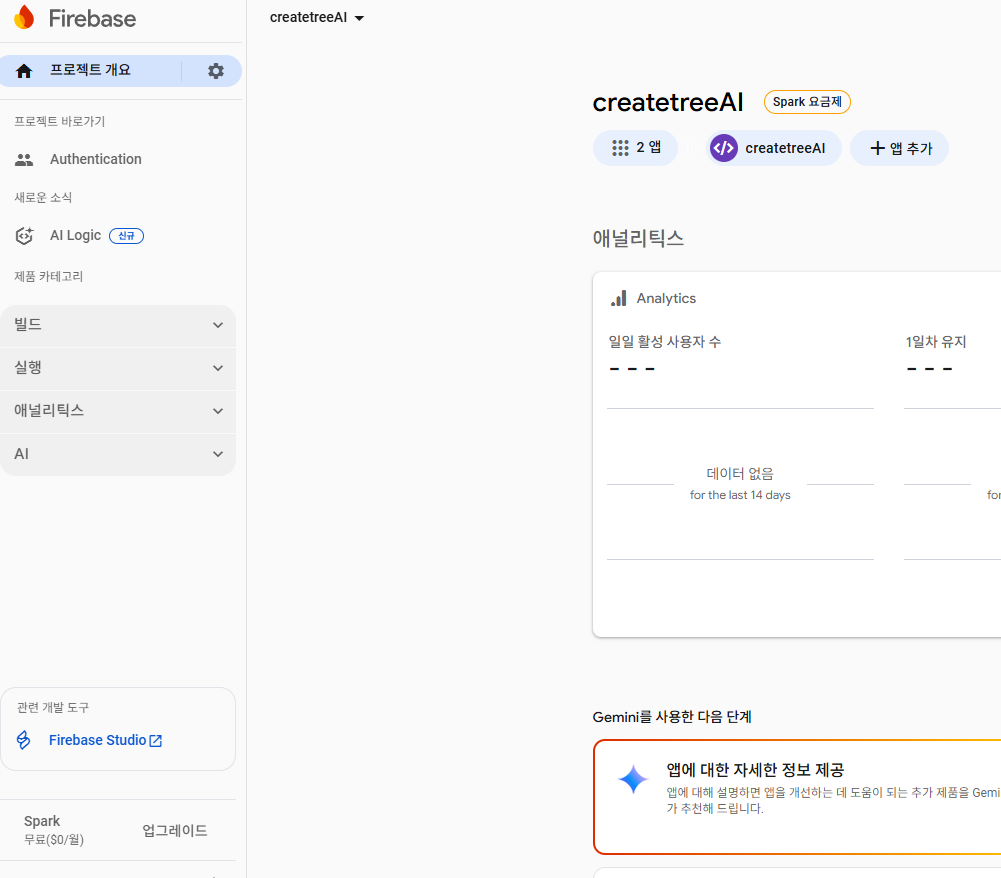 Firebase
createtreeAI
프로젝트 개요
프로젝트 바로가기
Authentication
새로운 소식
AI Logic 신규
제품 카테고리
빌드
실행
애널리틱스
AI
관련 개발 도구
Firebase Studio
Spark
무료($0/월)
업그레이드
createtreeAI Spark 요금제
2 앱 createtreeAI 앱 추가
애널리틱스
Analytics
일일 활성 사용자 수
- - -
데이터 없음
for the last 14 days
1일차 유지
- - -
for
Gemini를 사용한 다음 단계
앱에 대한 자세한 정보 제공
앱에 대해 설명하면 앱을 개선하는 데 도움이 되는 추가 제품을 Gemi
가 추천해 드립니다.